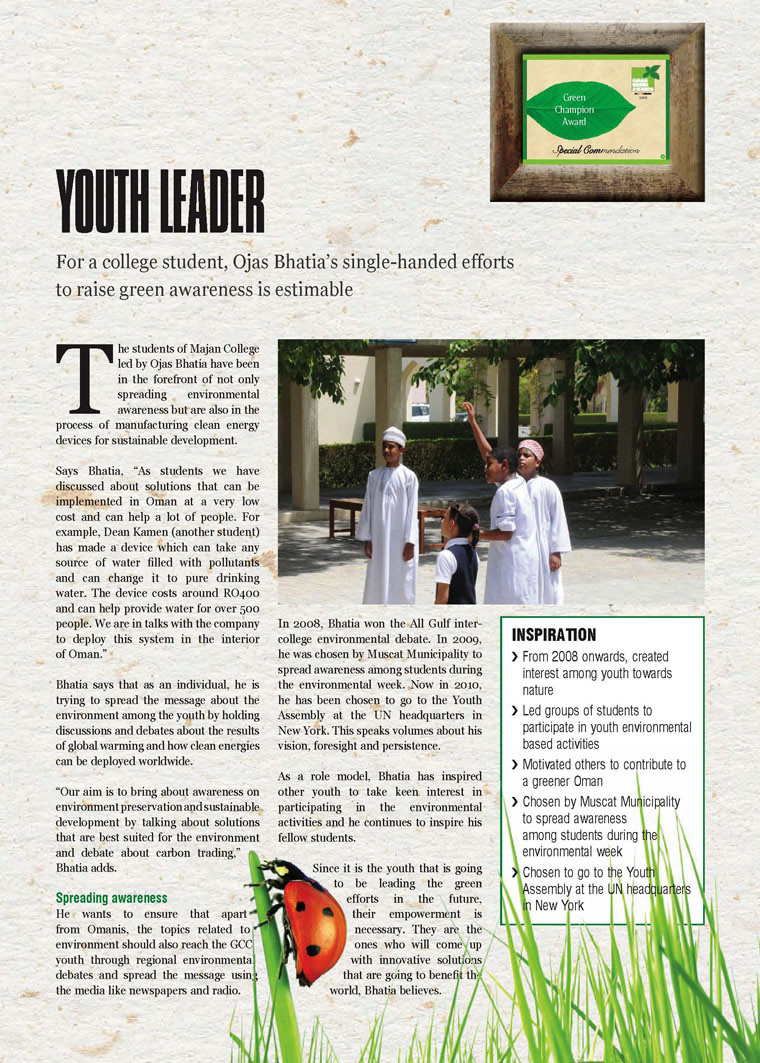 Green
Champion
Award
Special Commendation
YOUTH LEADER
For a college student, Ojas Bhatia's single-handed efforts
to raise green awareness is estimable
The students of Majan College
led by Ojas Bhatia have been
in the forefront of not only
spreading environmental
awareness but are also in the
process of manufacturing clean energy
devices for sustainable development.
Says Bhatia, “As students we have
discussed about solutions that can be
implemented in Oman at a very low
cost and can help a lot of people. For
example, Dean Kamen (another student)
has made a device which can take any
source of water filled with pollutants
and can change it to pure drinking
water. The device costs around RO400
and can help provide water for over 500
people. We are in talks with the company
to deploy this system in the interior
of Oman.”
Bhatia says that as an individual, he is
trying to spread the message about the
environment among the youth by holding
discussions and debates about the results
of global warming and how clean energies
can be deployed worldwide.
“Our aim is to bring about awareness on
environment preservation and sustainable
development by talking about solutions
that are best suited for the environment
and debate about carbon trading,”
Bhatia adds.
Spreading awareness
He wants to ensure that apart
from Omanis, the topics related to
environment should also reach the GCC
youth through regional environmental
debates and spread the message using
the media like newspapers and radio.
In 2008, Bhatia won the All Gulf inter-
college environmental debate. In 2009,
he was chosen by Muscat Municipality to
spread awareness among students during
the environmental week. Now in 2010,
he has been chosen to go to the Youth
Assembly at the UN headquarters in
New York. This speaks volumes about his
vision, foresight and persistence.
As a role model, Bhatia has inspired
other youth to take keen interest in
participating in the environmental
activities and he continues to inspire his
fellow students.
Since it is the youth that is going
to be leading the green
efforts in the future,
their empowerment is
necessary. They are the
ones who will come up
with innovative solutions
that are going to benefit the
world, Bhatia believes.
INSPIRATION
› From 2008 onwards, created
interest among youth towards
nature
› Led groups of students to
participate in youth environmental
based activities
› Motivated others to contribute to
a greener Oman
› Chosen by Muscat Municipality
to spread awareness
among students during the
environmental week
› Chosen to go to the Youth
Assembly at the UN headquarters
in New York